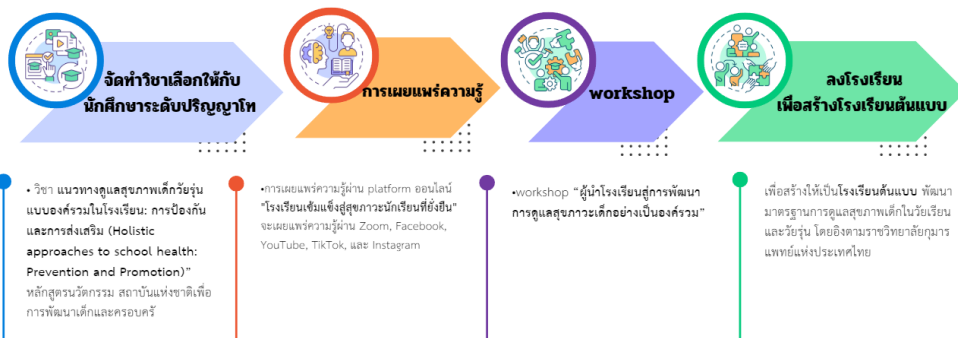 จัดทำวิชาเลือกให้กับ
นักศึกษาระดับปริญญาโท
การเผยแพร่ความรู้
workshop
ลงโรงเรียน
เพื่อสร้างโรงเรียนต้นแบบ
• วิชา แนวทางดูแลสุขภาพเด็กวัยรุ่น
แบบองค์รวมในโรงเรียน: การป้องกัน
และการส่งเสริม (Holistic
approaches to school health:
Prevention and Promotion)”
หลักสูตรนวัตกรรม สถาบันแห่งชาติเพื่อ
การพัฒนาเด็กและครอบครั
•การเผยแพร่ความรู้ผ่าน platform ออนไลน์
"โรงเรียนเข้มแข็งสู่สุขภาวะนักเรียนที่ยั่งยืน"
จะเผยแพร่ความรู้ผ่าน Zoom, Facebook,
YouTube, TikTok, และ Instagram
•workshop “ผู้นำโรงเรียนสู่การพัฒนา
การดูแลสุขภาวะเด็กอย่างเป็นองค์รวม”
เพื่อสร้างให้เป็นโรงเรียนต้นแบบ พัฒนา
มาตรฐานการดูแลสุขภาพเด็กในวัยเรียน
และวัยรุ่น โดยอิงตามราชวิทยาลัยกุมาร
แพทย์แห่งประเทศไทย